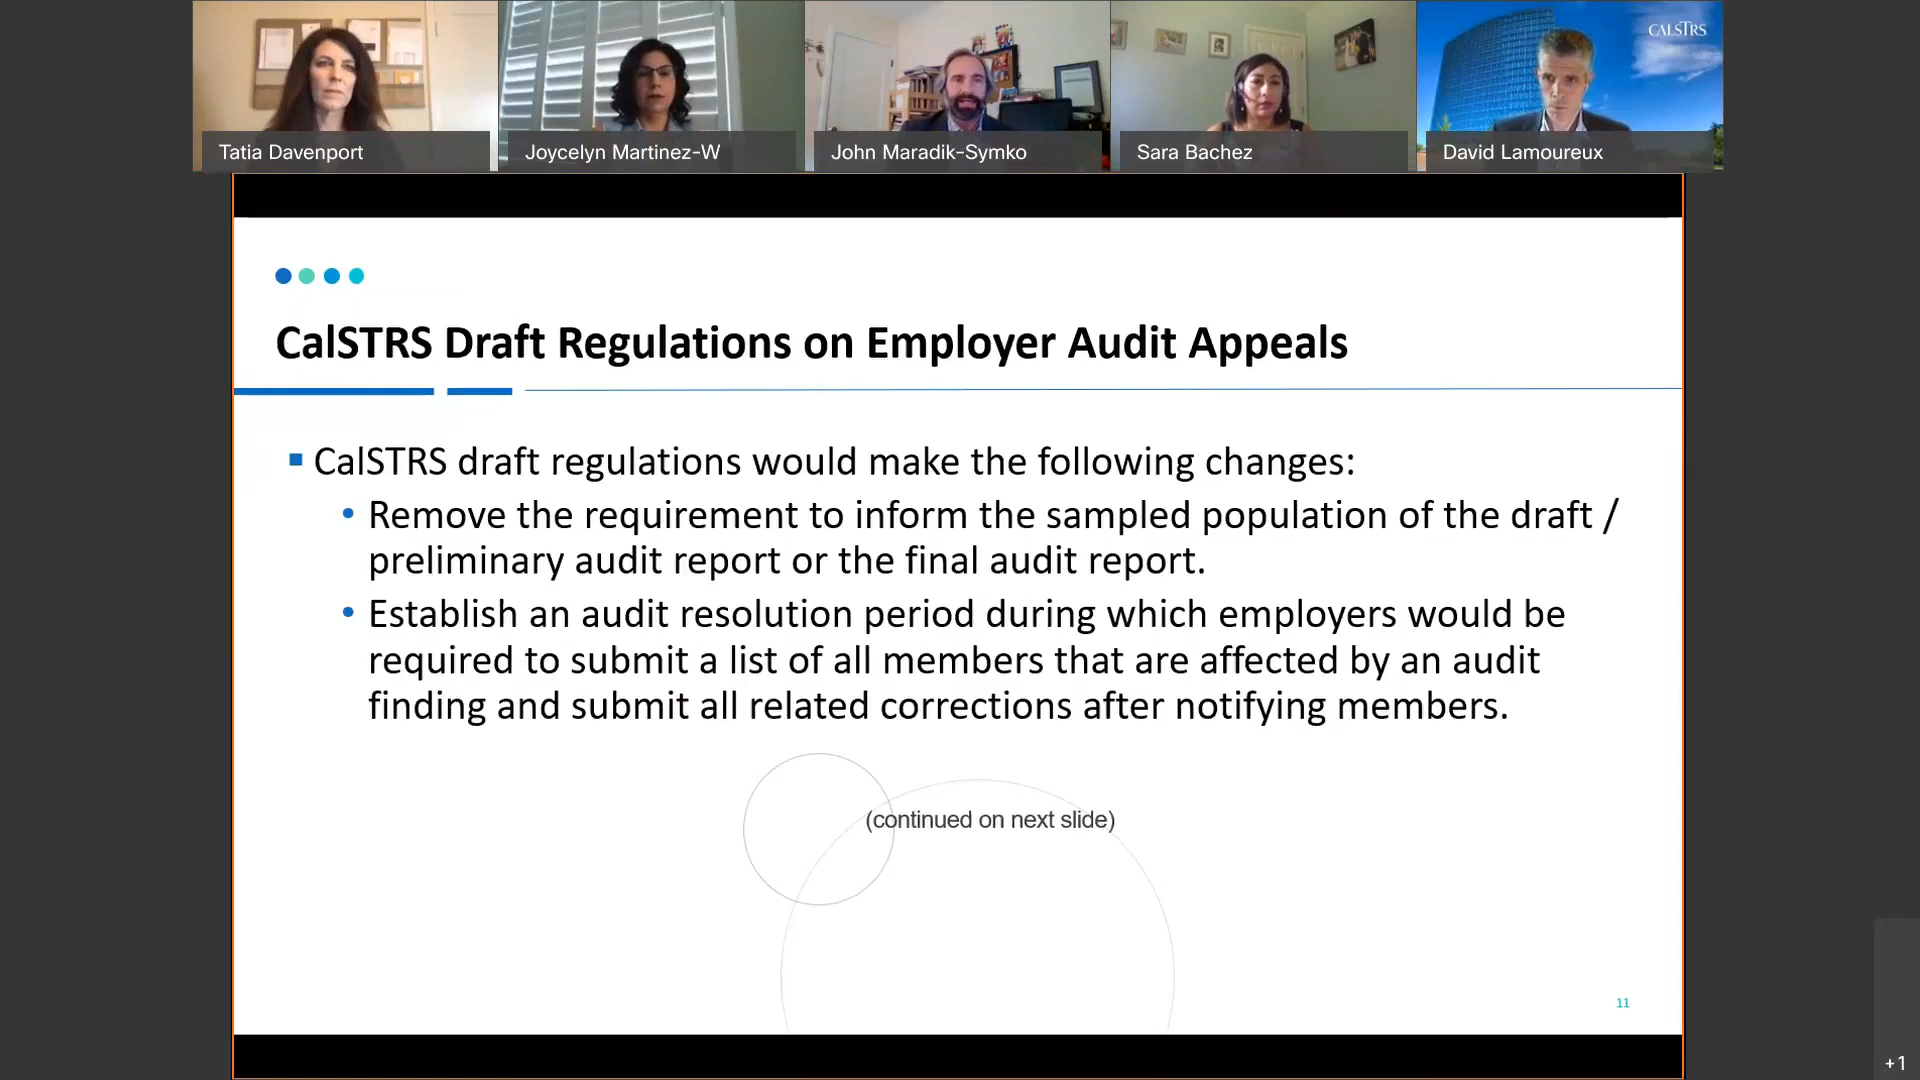 CALSTRS
Tatia Davenport
Joycelyn Martinez-W
John Maradik-Symko
Sara Bachez
David Lamoureux
CalSTRS Draft Regulations on Employer Audit Appeals
CalSTRS draft regulations would make the following changes:
Remove the requirement to inform the sampled population of the draft /
preliminary audit report or the final audit report.
Establish an audit resolution period during which employers would be
required to submit a list of all members that are affected by an audit
finding and submit all related corrections after notifying members.
(continued on next slide)
11
+1